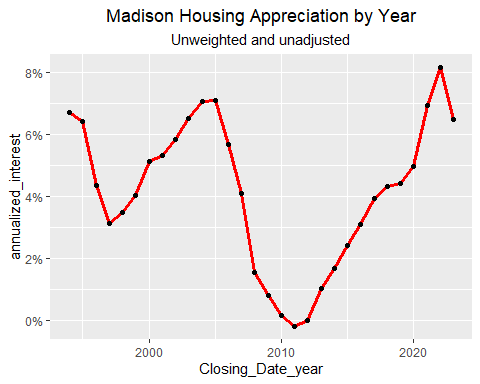 Madison Housing Appreciation by Year
Unweighted and unadjusted
annualized_interest
8%
6%
4%
2%
0%
2000
2010
2020
Closing_Date_year